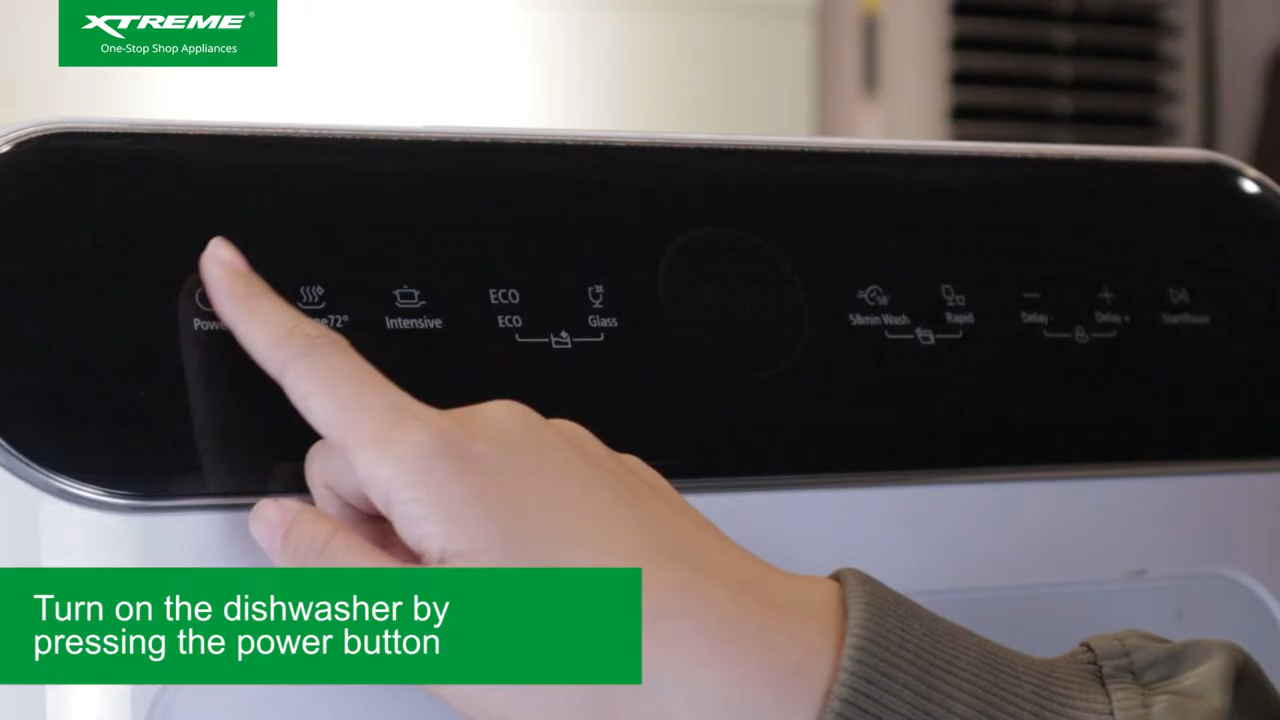 XTREME®
One-Stop Shop Appliances
ECO
58'
Intensive
ECO
Glass
58min Wash
Rapid
Delay -
Delay +
Turn on the dishwasher by
pressing the power button